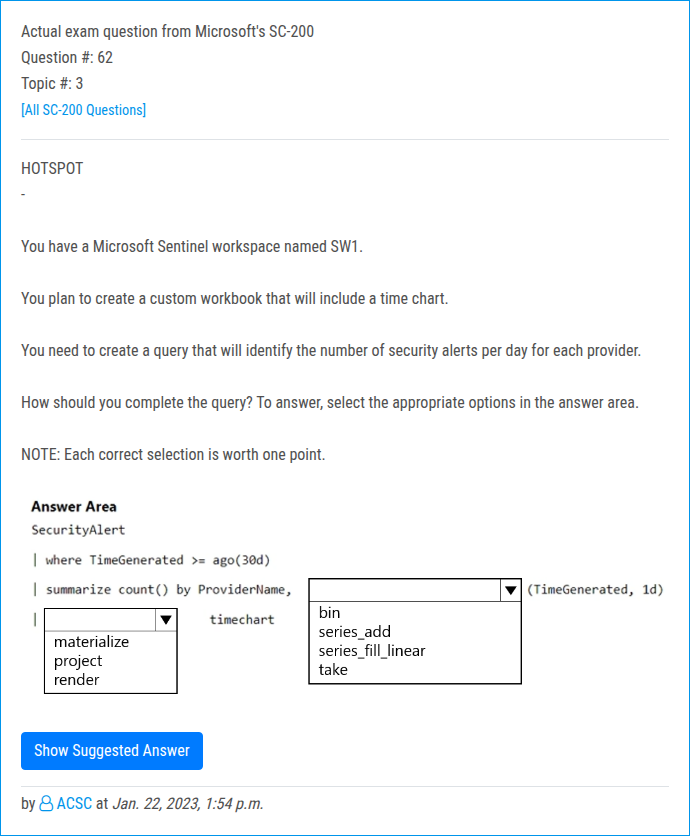 Actual exam question from Microsoft's SC-200
Question #: 62
Topic #: 3
[All SC-200 Questions]
HOTSPOT
-
You have a Microsoft Sentinel workspace named SW1.
You plan to create a custom workbook that will include a time chart.
You need to create a query that will identify the number of security alerts per day for each provider.
How should you complete the query? To answer, select the appropriate options in the answer area.
NOTE: Each correct selection is worth one point.
Answer Area
SecurityAlert
| where TimeGenerated >= ago(30d)
| summarize count() by ProviderName, (TimeGenerated, 1d)
bin
series_add
series_fill_linear
take
| timechart
materialize
project
render
Show Suggested Answer
by ACSC at Jan. 22, 2023, 1:54 p.m.